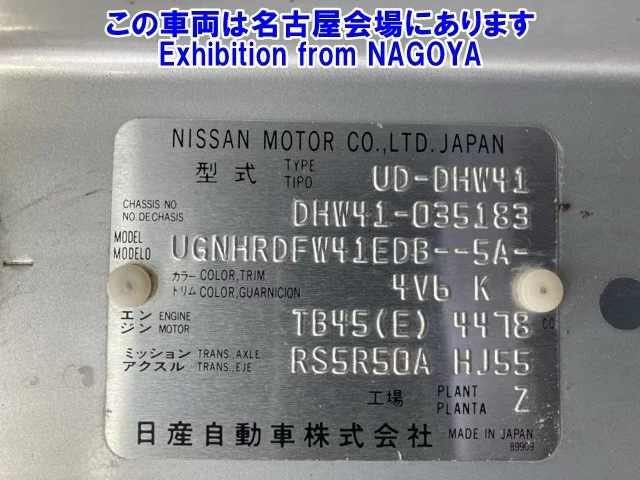 この車両は名古屋会場にあります
Exhibition from NAGOYA
NISSAN MOTOR CO.,LTD. JAPAN
型式 TYPE TIPO UD-DHW41
CHASSIS NO. NO. DE CHASIS DHW41-035183
MODEL MODELO UGNHRDFW41EDB--5A-
カラー トリム COLOR, TRIM COLOR, GUARNICION 4V6 K
エンジン ENGINE MOTOR TB45(E) 4478 CC
ミッション アクスル TRANS., AXLE TRANS., EJE RS5R50A HJ55
工場 PLANT PLANTA Z
日産自動車株式会社 MADE IN JAPAN
89909